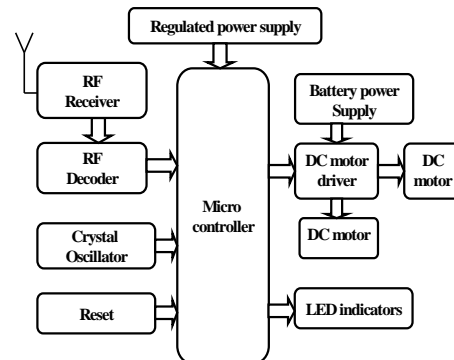 Regulated power supply
RF
Receiver
Battery power
Supply
RF
Decoder
DC motor
driver
DC
motor
Micro
controller
Crystal
Oscillator
DC motor
Reset
LED indicators